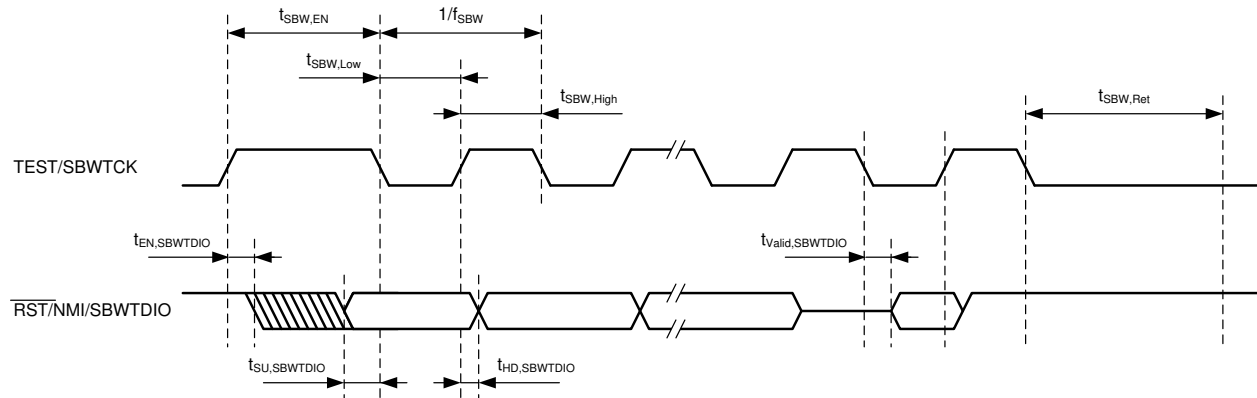 tSBW,EN
1/fSBW
tSBW,Low
tSBW,High
tSBW,Ret
TEST/SBWTCK
tEN,SBWTDIO
tValid,SBWTDIO
RST/NMI/SBWTDIO
tSU,SBWTDIO
tHD,SBWTDIO